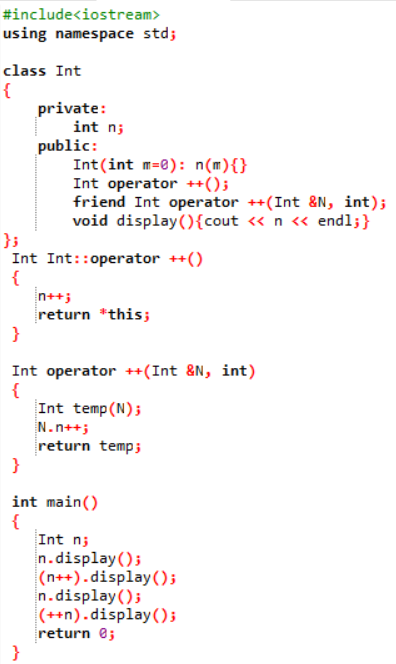 #include<iostream>
using namespace std;
class Int
{
private:
int n;
public:
Int(int m=0): n(m){}
Int operator ++();
friend Int operator ++(Int &N, int);
void display(){cout << n << endl;}
};
Int Int::operator ++()
{
n++;
return *this;
}
Int operator ++(Int &N, int)
{
Int temp(N);
N.n++;
return temp;
}
int main()
{
Int n;
n.display();
(n++).display();
n.display();
(++n).display();
return 0;
}